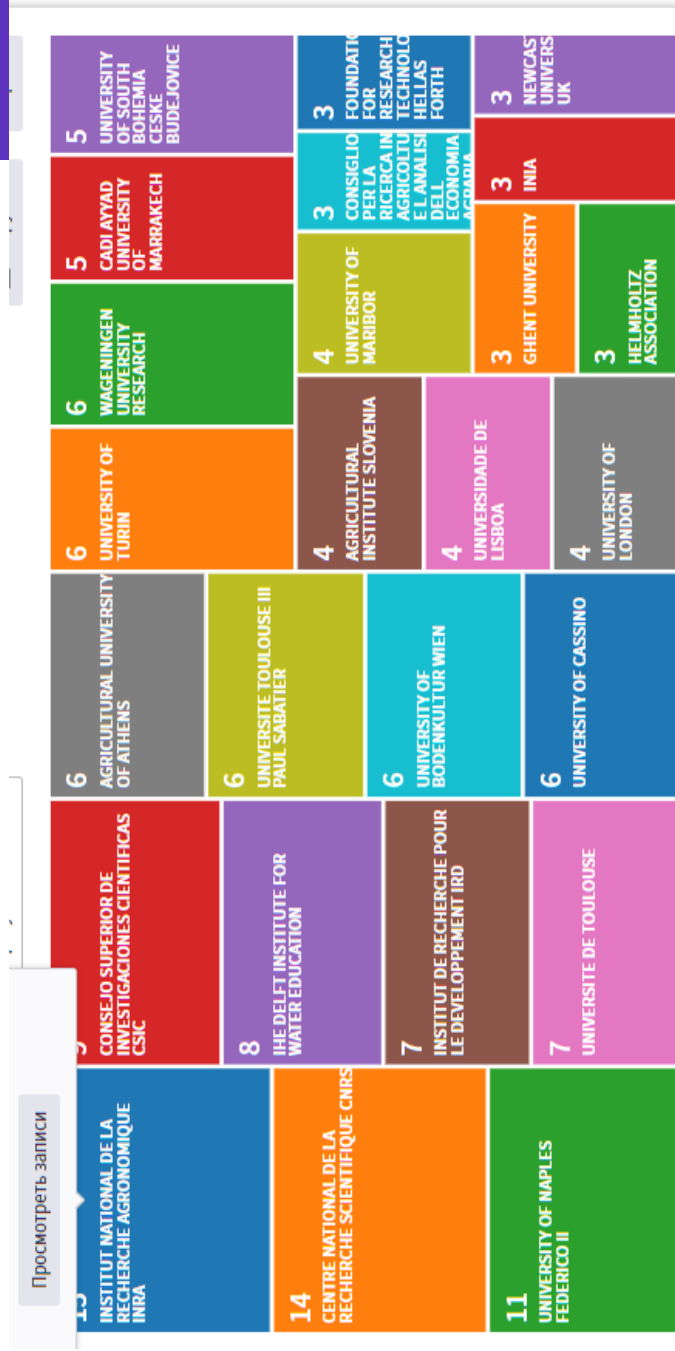 Просмотреть записи
INSTITUT NATIONAL DE LA
RECHERCHE AGRONOMIQUE
INRA
14
CENTRE NATIONAL DE LA
RECHERCHE SCIENTIFIQUE CNRS
11
UNIVERSITY OF NAPLES
FEDERICO II
CONSEJO SUPERIOR DE
INVESTIGACIONES CIENTIFICAS
CSIC
8
IHE DELFT INSTITUTE FOR
WATER EDUCATION
7
INSTITUT DE RECHERCHE POUR
LE DEVELOPPEMENT IRD
7
UNIVERSITE DE TOULOUSE
6
AGRICULTURAL UNIVERSITY
OF ATHENS
6
UNIVERSITE TOULOUSE III
PAUL SABATIER
6
UNIVERSITY OF
BODENKULTUR WIEN
6
UNIVERSITY OF CASSINO
6
UNIVERSITY OF
TURIN
6
WAGENINGEN
UNIVERSITY
RESEARCH
5
CADI AYYAD
UNIVERSITY
OF
MARRAKECH
5
UNIVERSITY
OF SOUTH
BOHEMIA
CESKE
BUDEJOVICE
4
AGRICULTURAL
INSTITUTE SLOVENIA
4
UNIVERSIDADE DE
LISBOA
4
UNIVERSITY OF
LONDON
4
UNIVERSITY OF
MARIBOR
3
CONSIGLIO
PER LA
RICERCA IN
AGRICOLTU
E L ANALISI
DELL
ECONOMIA
AGRARIA
3
FOUNDATIO
FOR
RESEARCH
TECHNOLO
HELLAS
FORTH
3
GHENT UNIVERSITY
3
HELMHOLTZ
ASSOCIATION
3
INIA
3
NEWCAS
UNIVERS
UK